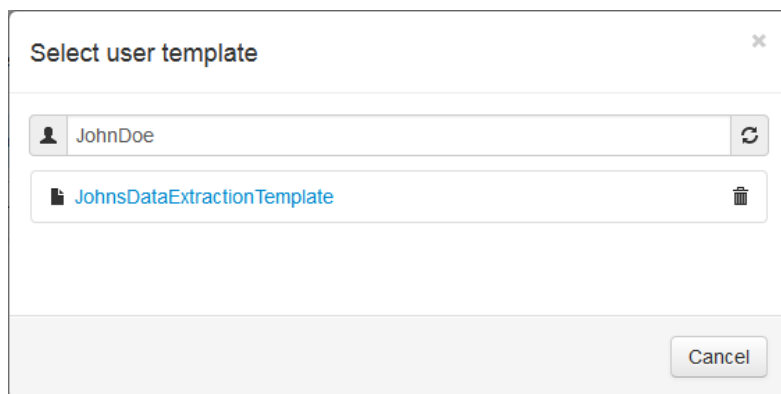 Select user template
JohnDoe
JohnsDataExtractionTemplate
Cancel